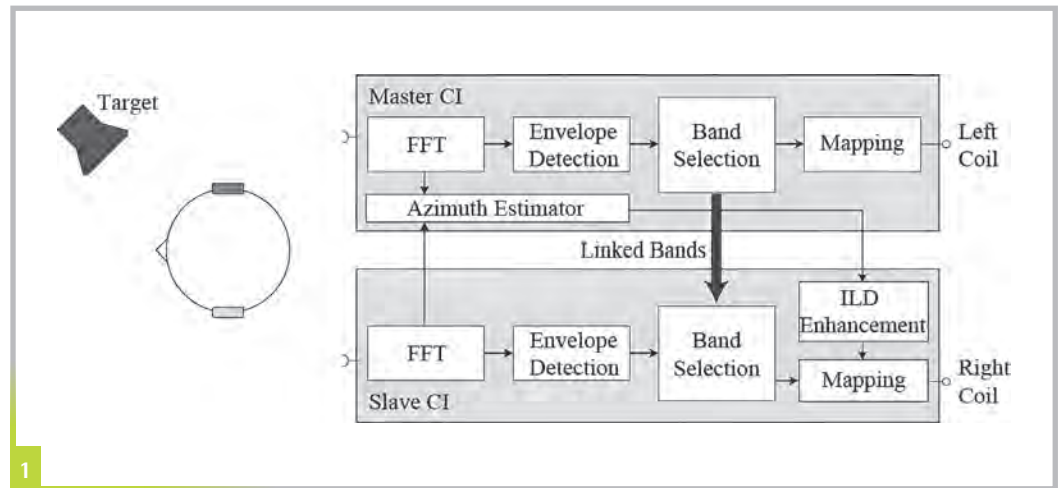 Target
Master CI
FFT
Envelope
Detection
Band
Selection
Mapping
Left
Coil
Azimuth Estimator
Linked Bands
FFT
Envelope
Detection
Band
Selection
ILD
Enhancement
Mapping
Right
Coil
Slave CI
1